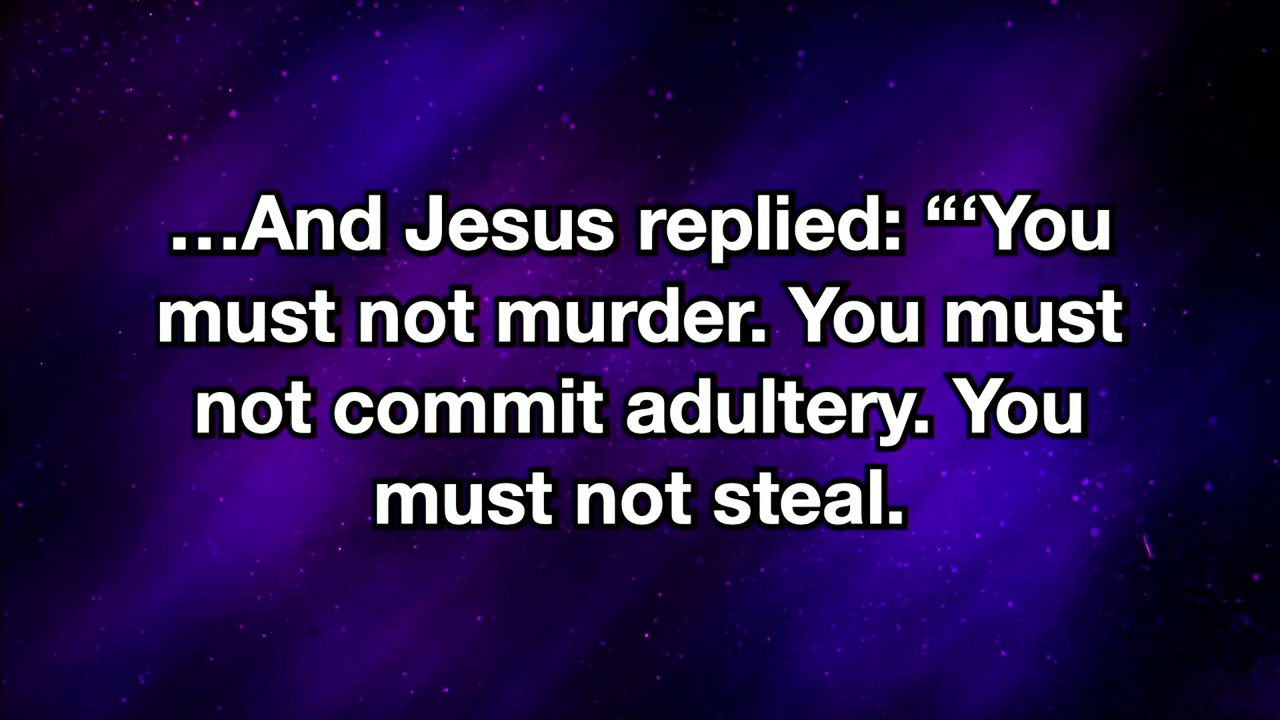 …And Jesus replied: “‘You
must not murder. You must
not commit adultery. You
must not steal.